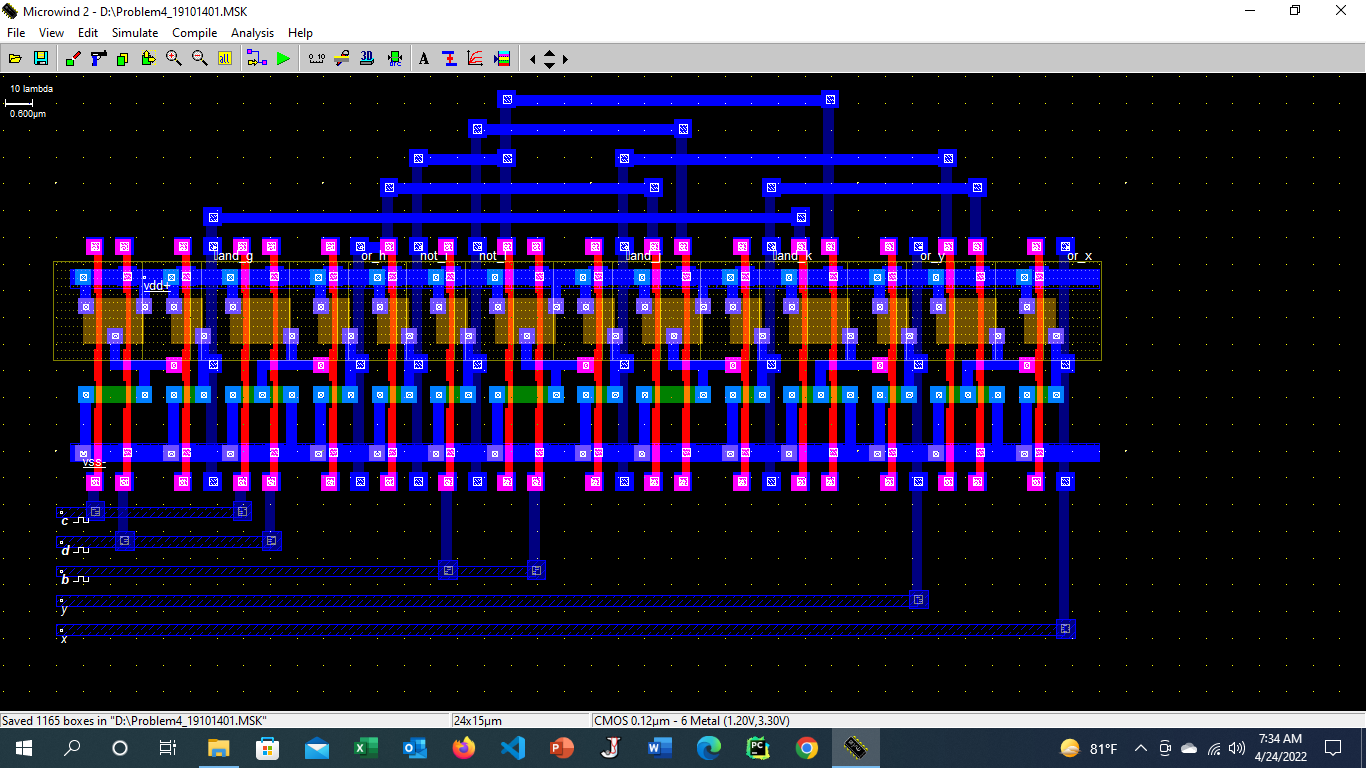 Microwind 2 - D:\Problem4_19101401.MSK
File View Edit Simulate Compile Analysis Help
10 lambda
0.600µm
and_g or_h not_i not_l and_j and_k or_y or_x
vdd+
vss-
c
d
b
y
x
Saved 1165 boxes in "D:\Problem4_19101401.MSK" 24x15µm CMOS 0.12µm - 6 Metal (1.20V,3.30V)
81°F
7:34 AM
4/24/2022